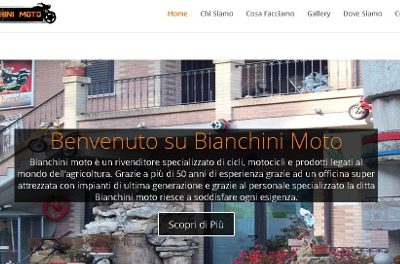 HINI MOTO
Home Chi Siamo Cosa Facciamo Gallery Dove Siamo
Benvenuto su Bianchini Moto
Bianchini moto è un rivenditore specializzato di cicli, motocicli e prodotti legati al
mondo dell'agricoltura. Grazie a più di 50 anni di esperienza grazie ad un officina super
attrezzata con impianti di ultima generazione e grazie al personale specializzato la ditta
Bianchini moto riesce a soddisfare ogni esigenza.
Scopri di Più